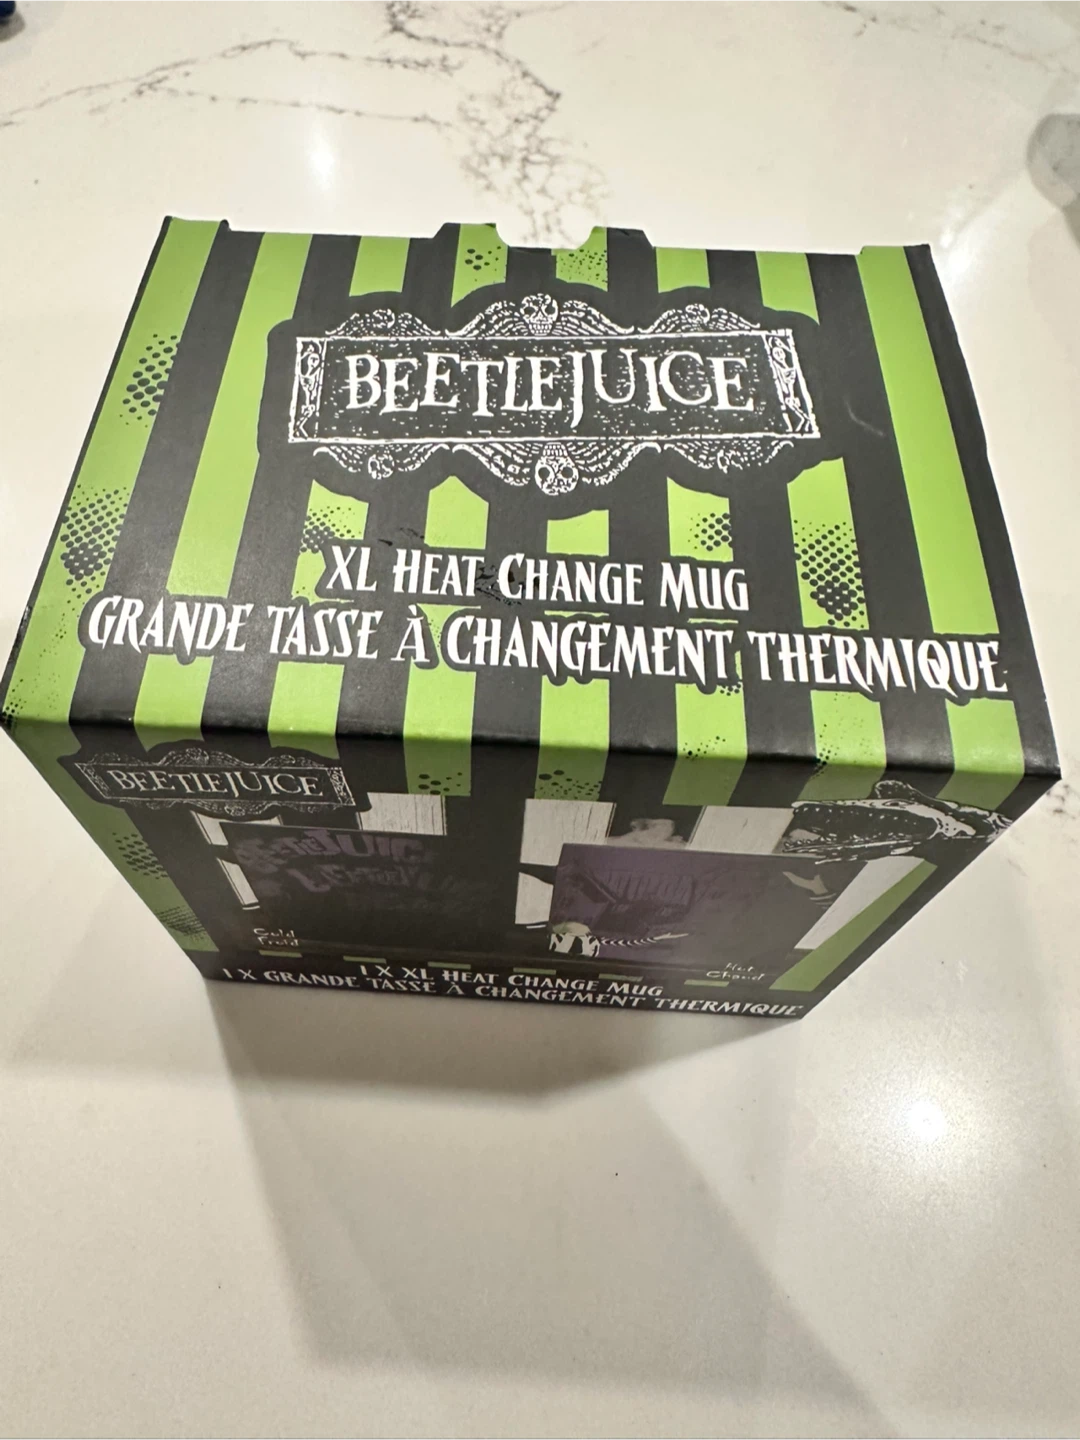 BEETLEJUICE
XL HEAT CHANGE MUG
GRANDE TASSE À CHANGEMENT THERMIQUE
BEETLEJUICE
BEETLEJUICE
Cold
Froid
Hot
Chaud
1 X XL HEAT CHANGE MUG
1 X GRANDE TASSE À CHANGEMENT THERMIQUE